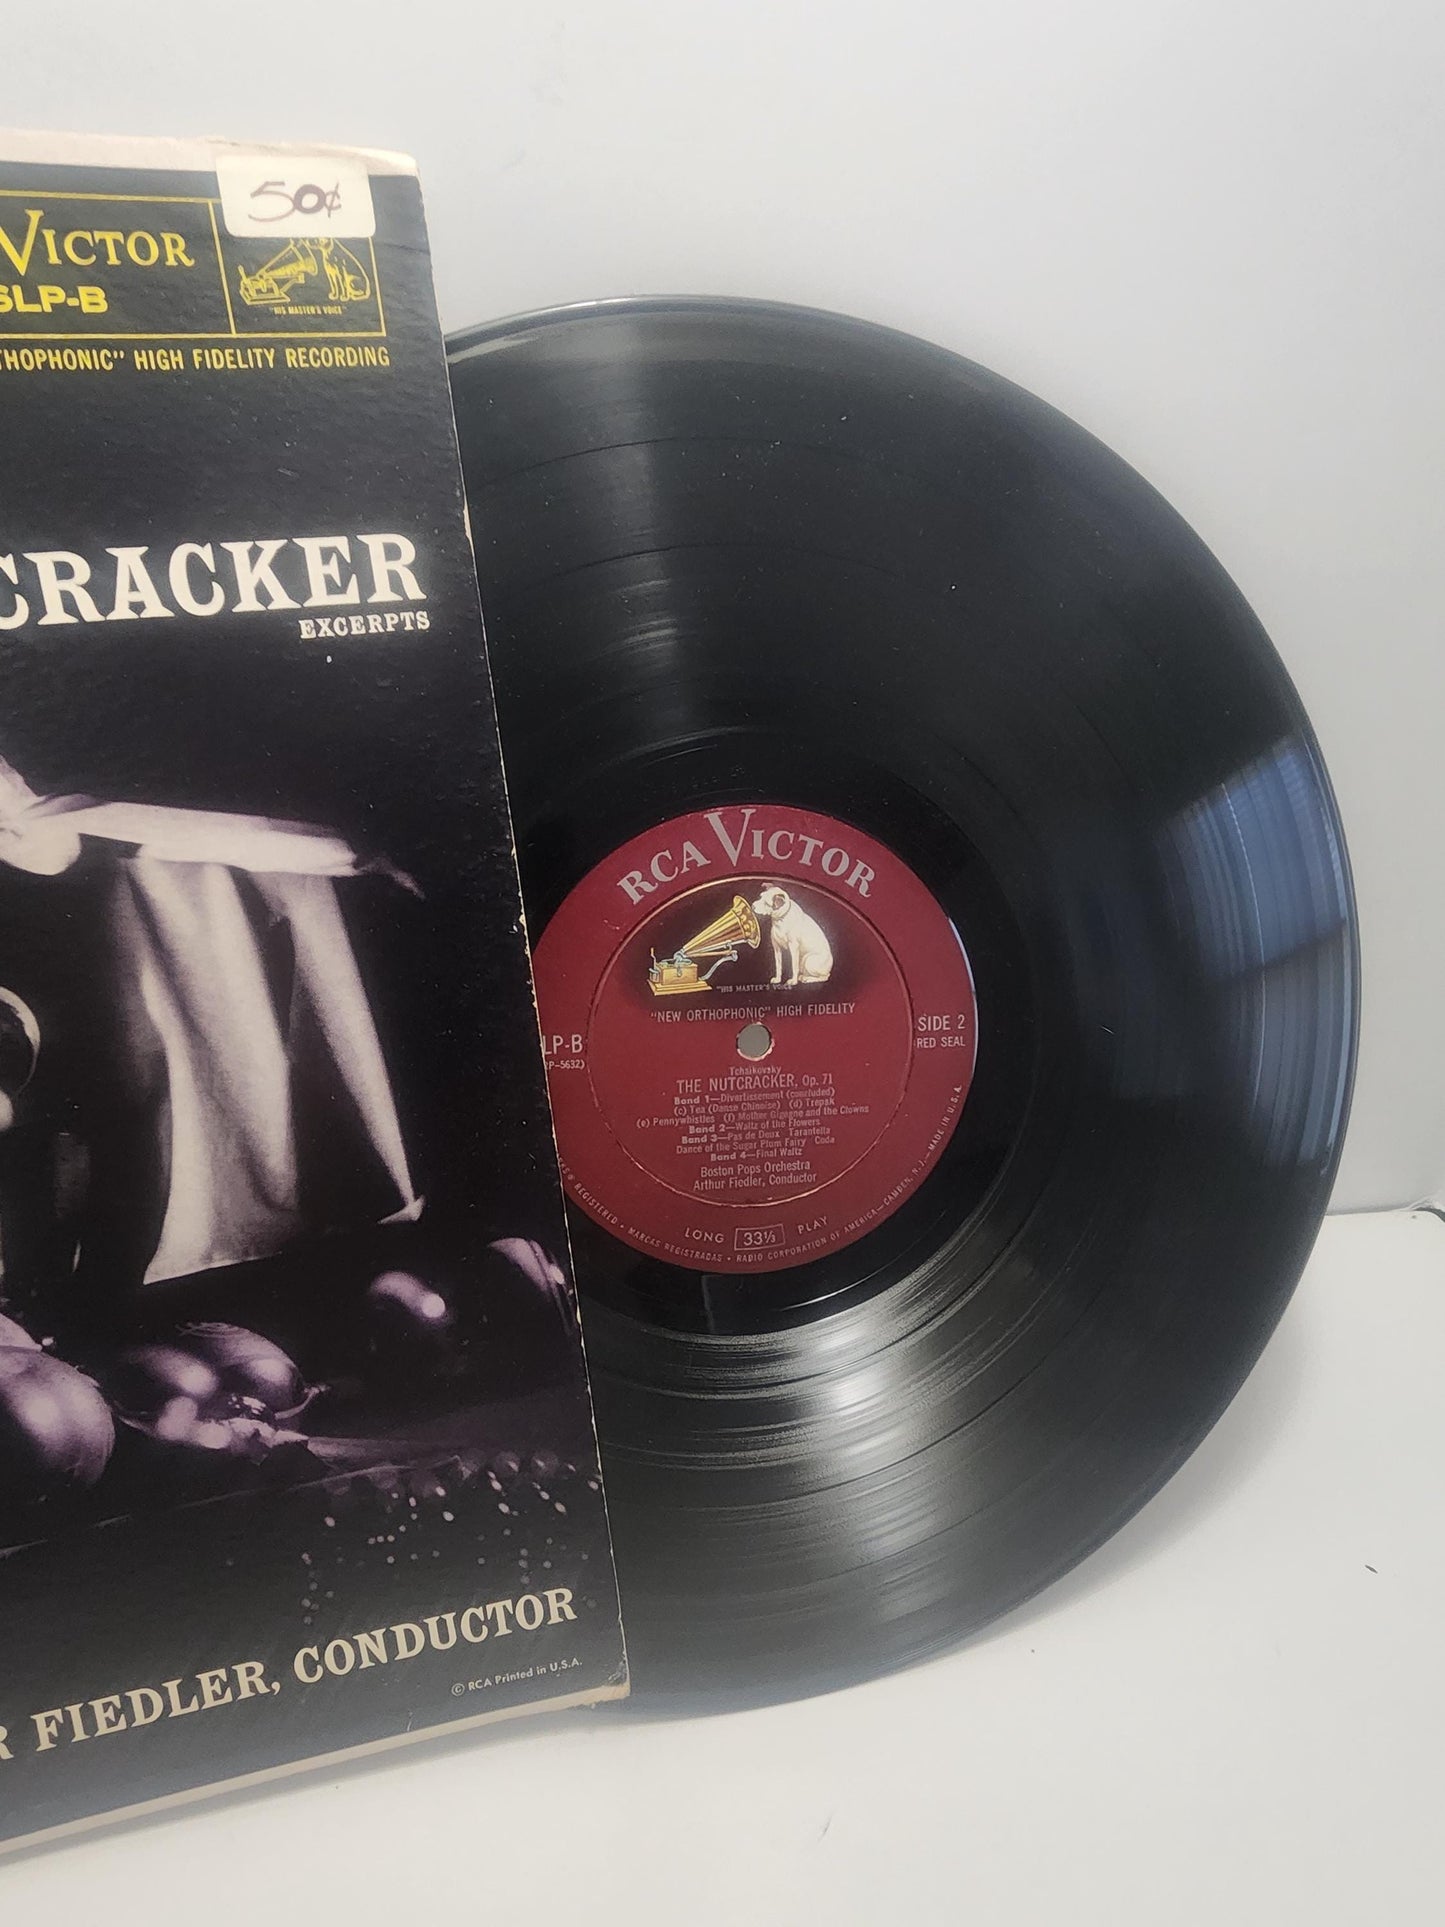 50¢
VICTOR
SLP-B
"HIS MASTER'S VOICE"
THOPHONIC" HIGH FIDELITY RECORDING
CRACKER
EXCERPTS
R FIEDLER, CONDUCTOR
© RCA Printed in U.S.A.
RCA VICTOR
"HIS MASTER'S VOICE"
"NEW ORTHOPHONIC" HIGH FIDELITY
LP-B
P-5632)
SIDE 2
RED SEAL
Tchaikovsky
THE NUTCRACKER, Op. 71
Band 1—Divertissement (concluded)
(c) Tea (Danse Chinoise) (d) Trepak
(e) Pennywhistles (f) Mother Gigogne and the Clowns
Band 2—Waltz of the Flowers
Band 3—Pas de Deux Tarantella
Dance of the Sugar Plum Fairy Coda
Band 4—Final Waltz
Boston Pops Orchestra
Arthur Fiedler, Conductor
LONG 33⅓ PLAY
REGISTERED • MARCAS REGISTRADAS • RADIO CORPORATION OF AMERICA—CAMDEN, N.J.—MADE IN U.S.A.